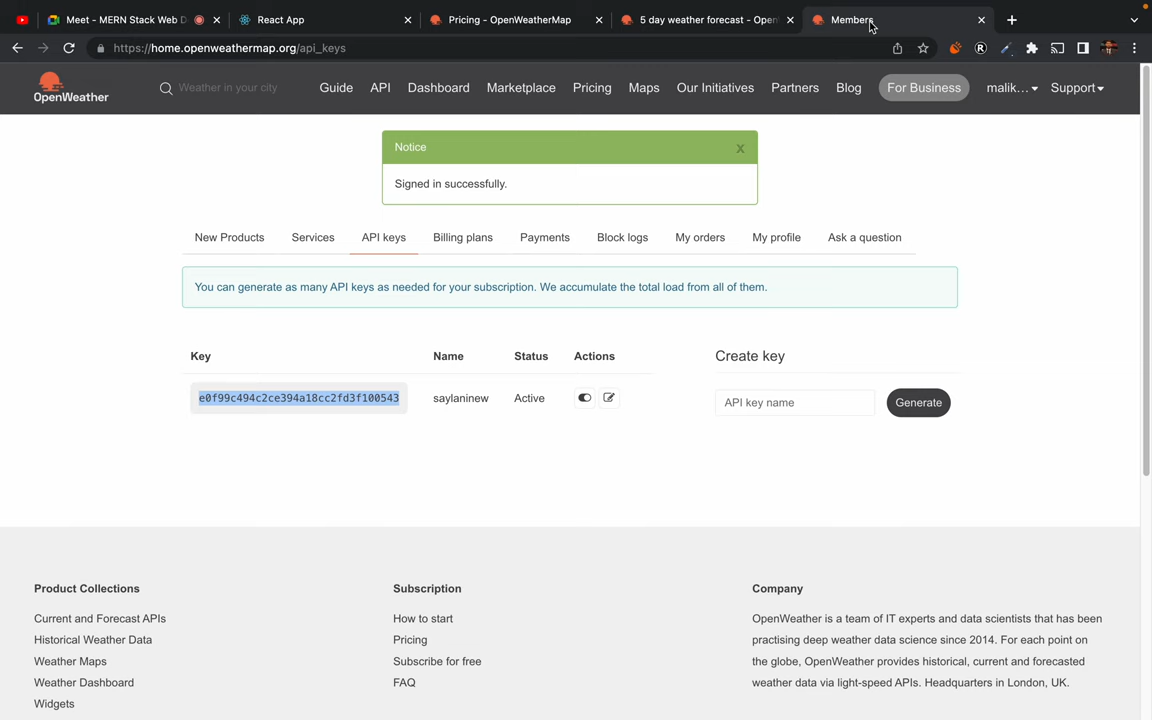 Meet - MERN Stack Web D
React App
Pricing - OpenWeatherMap
5 day weather forecast - Open
Members
https://home.openweathermap.org/api_keys
OpenWeather
Weather in your city
Guide
API
Dashboard
Marketplace
Pricing
Maps
Our Initiatives
Partners
Blog
For Business
malik...
Support
Notice
x
Signed in successfully.
New Products
Services
API keys
Billing plans
Payments
Block logs
My orders
My profile
Ask a question
You can generate as many API keys as needed for your subscription. We accumulate the total load from all of them.
Key
Name
Status
Actions
Create key
e0f99c494c2ce394a18cc2fd3f100543
saylaninew
Active
API key name
Generate
Product Collections
Current and Forecast APIs
Historical Weather Data
Weather Maps
Weather Dashboard
Widgets
Subscription
How to start
Pricing
Subscribe for free
FAQ
Company
OpenWeather is a team of IT experts and data scientists that has been
practising deep weather data science since 2014. For each point on
the globe, OpenWeather provides historical, current and forecasted
weather data via light-speed APIs. Headquarters in London, UK.